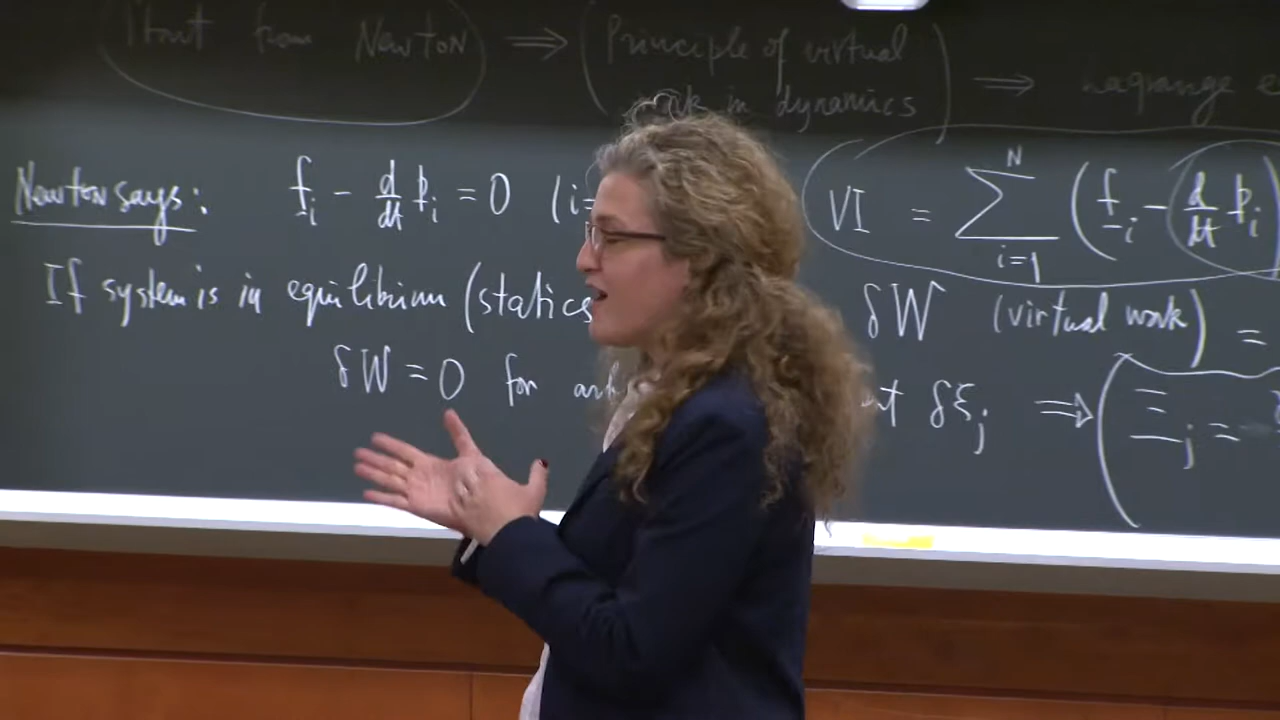 Start from Newton ⟹ (Principle of virtual work in dynamics) ⟹ Lagrange
Newton says: f_i - d/dt p_i = 0 (i=
VI = Σ_{i=1}^{N} (f_i - d/dt p_i)
If system is in equilibrium (statics
δW (virtual work) =
δW = 0 for
δξ_j ⟹ (Ξ_j =